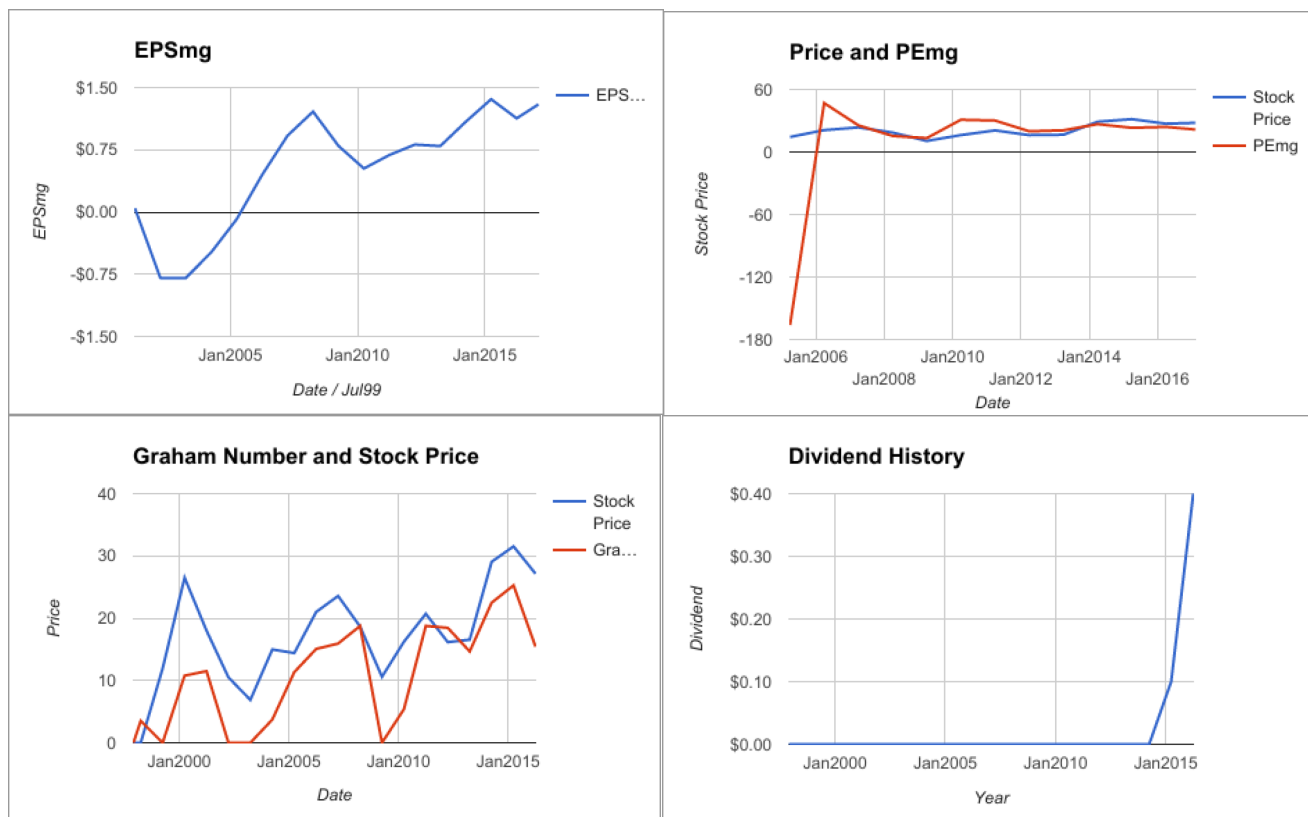 EPSmg
$1.50
$0.75
$0.00
-$0.75
-$1.50
EPSmg
EPS…
Jan2005 Jan2010 Jan2015
Date / Jul99
Price and PEmg
60
0
-60
-120
-180
Stock Price
Stock
Price
PEmg
Jan2006 Jan2010 Jan2014
Jan2008 Jan2012 Jan2016
Date
Graham Number and Stock Price
40
30
20
10
0
Price
Stock
Price
Gra…
Jan2000 Jan2005 Jan2010 Jan2015
Date
Dividend History
$0.40
$0.30
$0.20
$0.10
$0.00
Dividend
Jan2000 Jan2005 Jan2010 Jan2015
Year